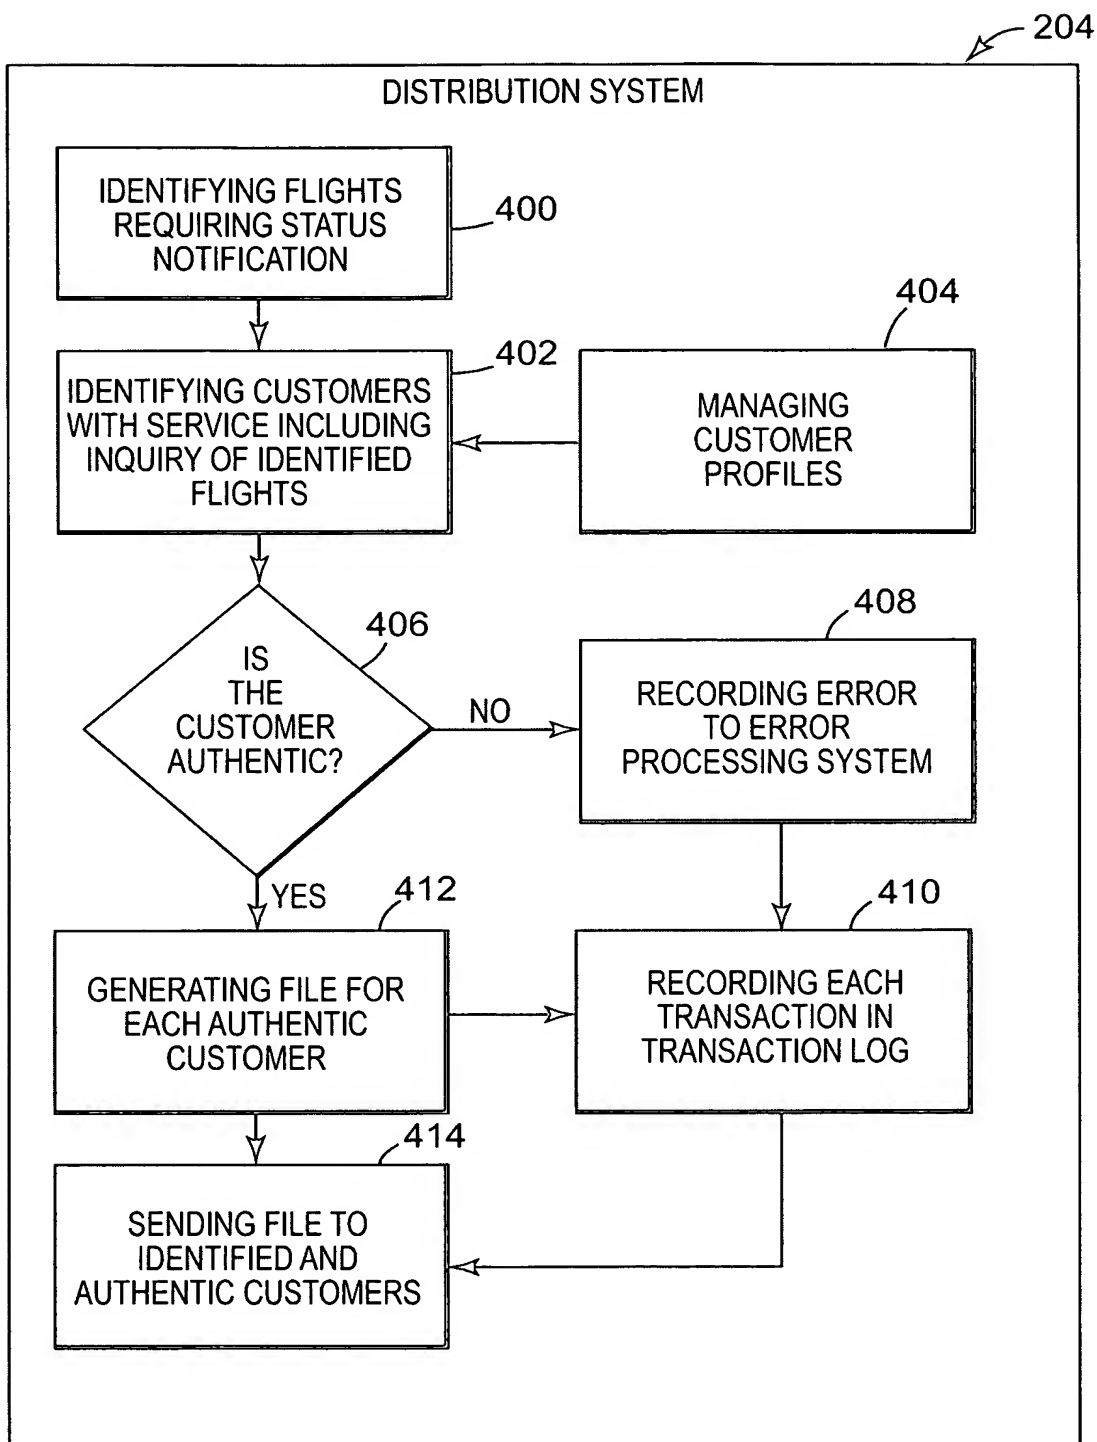 204
DISTRIBUTION SYSTEM
IDENTIFYING FLIGHTS
REQUIRING STATUS
NOTIFICATION
400
404
402
IDENTIFYING CUSTOMERS
WITH SERVICE INCLUDING
INQUIRY OF IDENTIFIED
FLIGHTS
MANAGING
CUSTOMER
PROFILES
406
IS
THE
CUSTOMER
AUTHENTIC?
NO
408
RECORDING ERROR
TO ERROR
PROCESSING SYSTEM
YES
412
GENERATING FILE FOR
EACH AUTHENTIC
CUSTOMER
410
RECORDING EACH
TRANSACTION IN
TRANSACTION LOG
414
SENDING FILE TO
IDENTIFIED AND
AUTHENTIC CUSTOMERS